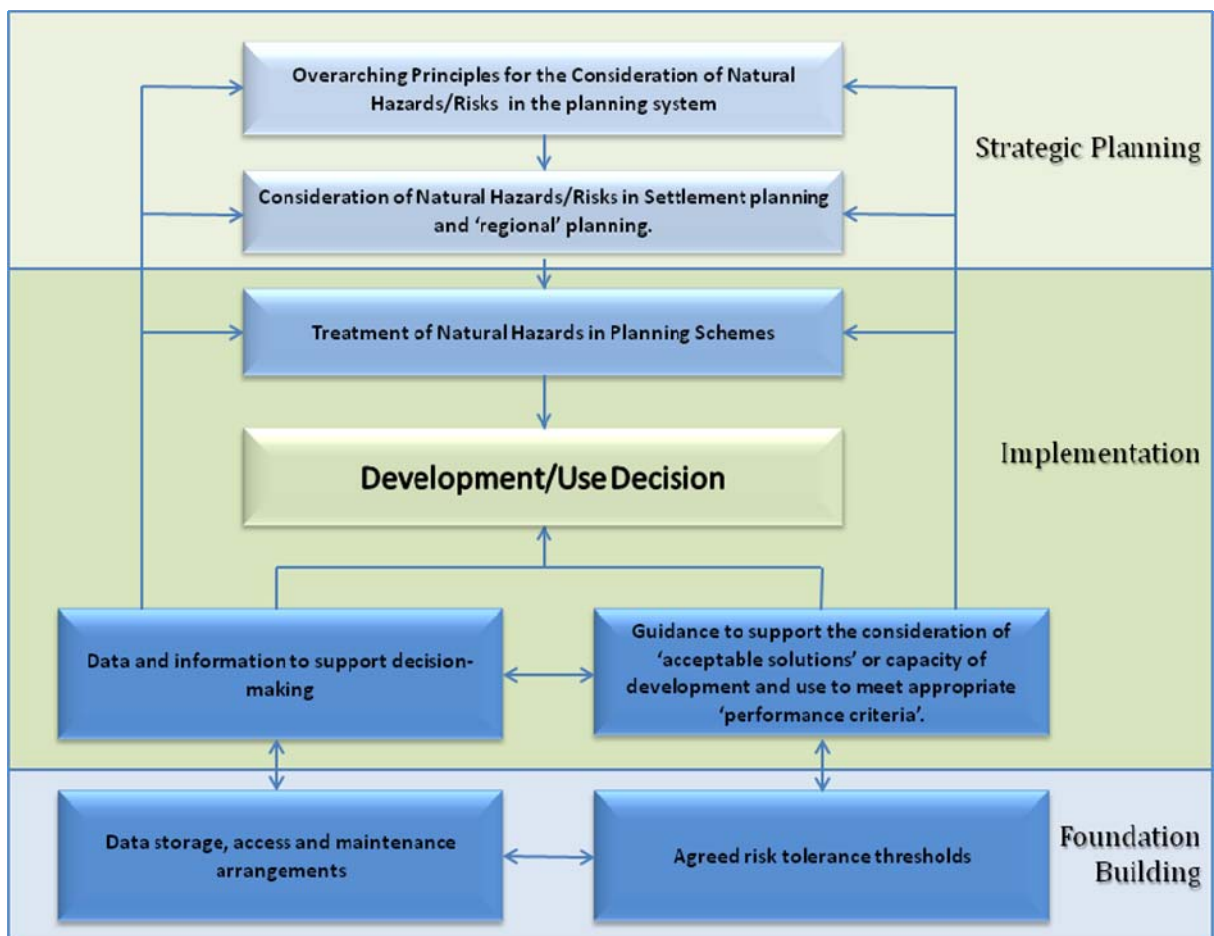 Overarching Principles for the Consideration of Natural
Hazards/Risks in the planning system
Strategic Planning
Consideration of Natural Hazards/Risks in Settlement planning
and ‘regional’ planning.
Treatment of Natural Hazards in Planning Schemes
Implementation
Development/Use Decision
Data and information to support decision-
making
Guidance to support the consideration of
‘acceptable solutions’ or capacity of
development and use to meet appropriate
‘performance criteria’.
Data storage, access and maintenance
arrangements
Agreed risk tolerance thresholds
Foundation
Building